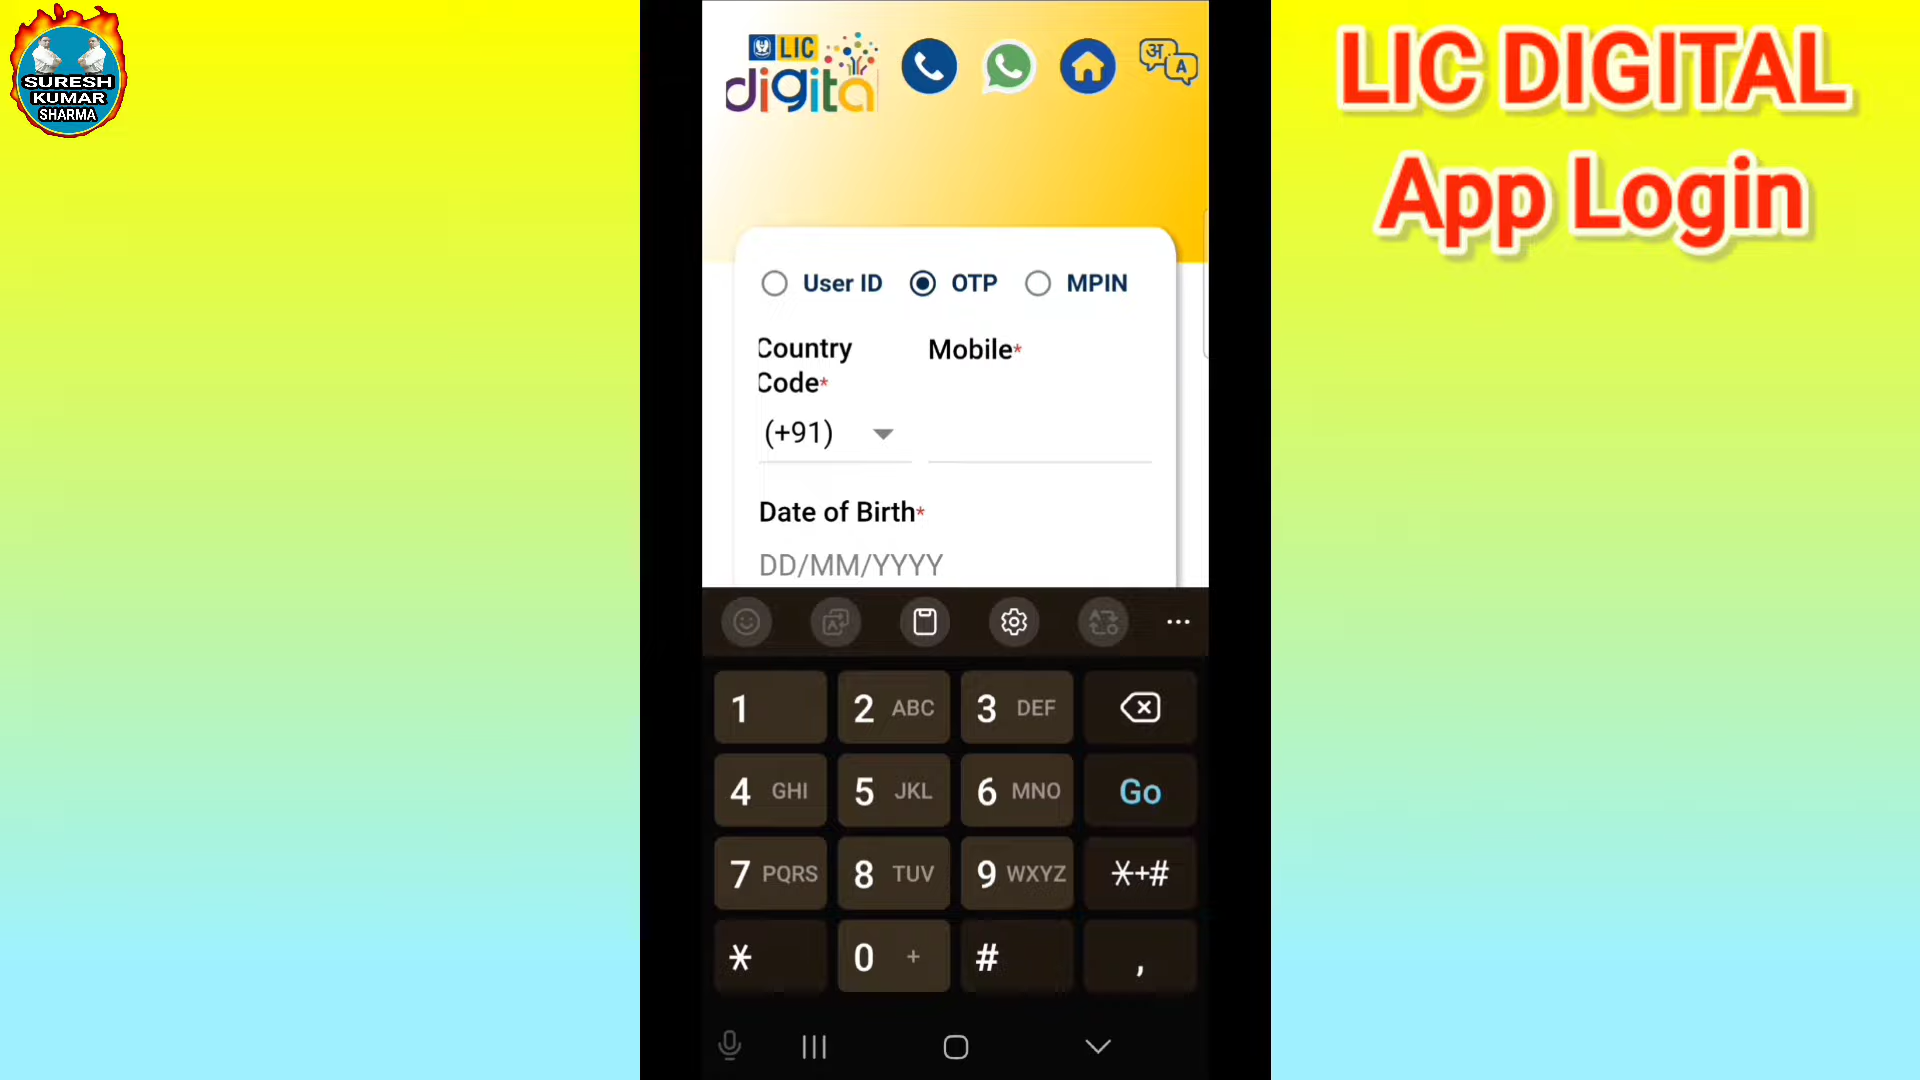 SURESH
KUMAR
SHARMA
LIC
digital
अ
A
LIC DIGITAL
App Login
User ID
OTP
MPIN
Country
Code*
Mobile*
(+91)
Date of Birth*
DD/MM/YYYY
1
2 ABC
3 DEF
4 GHI
5 JKL
6 MNO
Go
7 PQRS
8 TUV
9 WXYZ
*+#
*
0 +
#
,